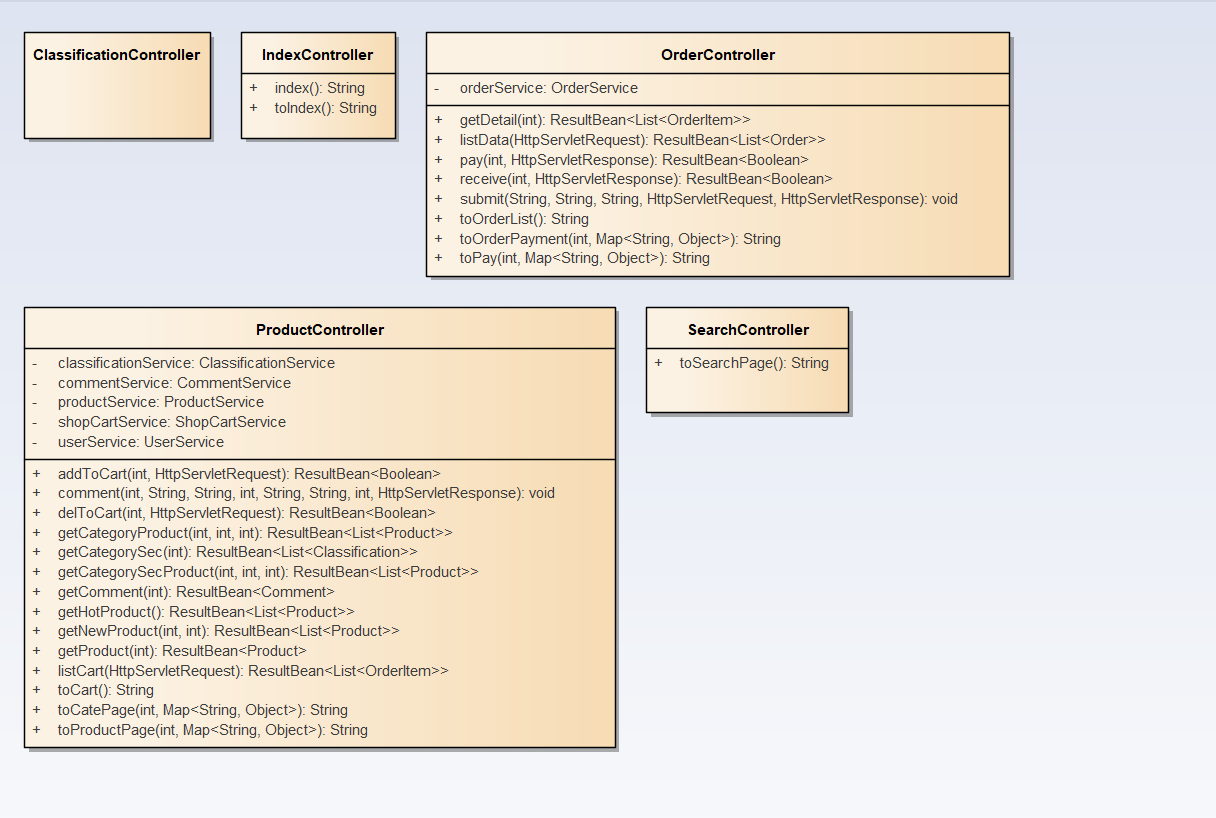 ClassificationController
IndexController
+ index(): String
+ toIndex(): String
OrderController
- orderService: OrderService
+ getDetail(int): ResultBean<List<OrderItem>>
+ listData(HttpServletRequest): ResultBean<List<Order>>
+ pay(int, HttpServletResponse): ResultBean<Boolean>
+ receive(int, HttpServletResponse): ResultBean<Boolean>
+ submit(String, String, String, HttpServletRequest, HttpServletResponse): void
+ toOrderList(): String
+ toOrderPayment(int, Map<String, Object>): String
+ toPay(int, Map<String, Object>): String
ProductController
- classificationService: ClassificationService
- commentService: CommentService
- productService: ProductService
- shopCartService: ShopCartService
- userService: UserService
+ addToCart(int, HttpServletRequest): ResultBean<Boolean>
+ comment(int, String, String, int, String, String, int, HttpServletResponse): void
+ delToCart(int, HttpServletRequest): ResultBean<Boolean>
+ getCategoryProduct(int, int, int): ResultBean<List<Product>>
+ getCategorySec(int): ResultBean<List<Classification>>
+ getCategorySecProduct(int, int, int): ResultBean<List<Product>>
+ getComment(int): ResultBean<Comment>
+ getHotProduct(): ResultBean<List<Product>>
+ getNewProduct(int, int): ResultBean<List<Product>>
+ getProduct(int): ResultBean<Product>
+ listCart(HttpServletRequest): ResultBean<List<OrderItem>>
+ toCart(): String
+ toCatePage(int, Map<String, Object>): String
+ toProductPage(int, Map<String, Object>): String
SearchController
+ toSearchPage(): String